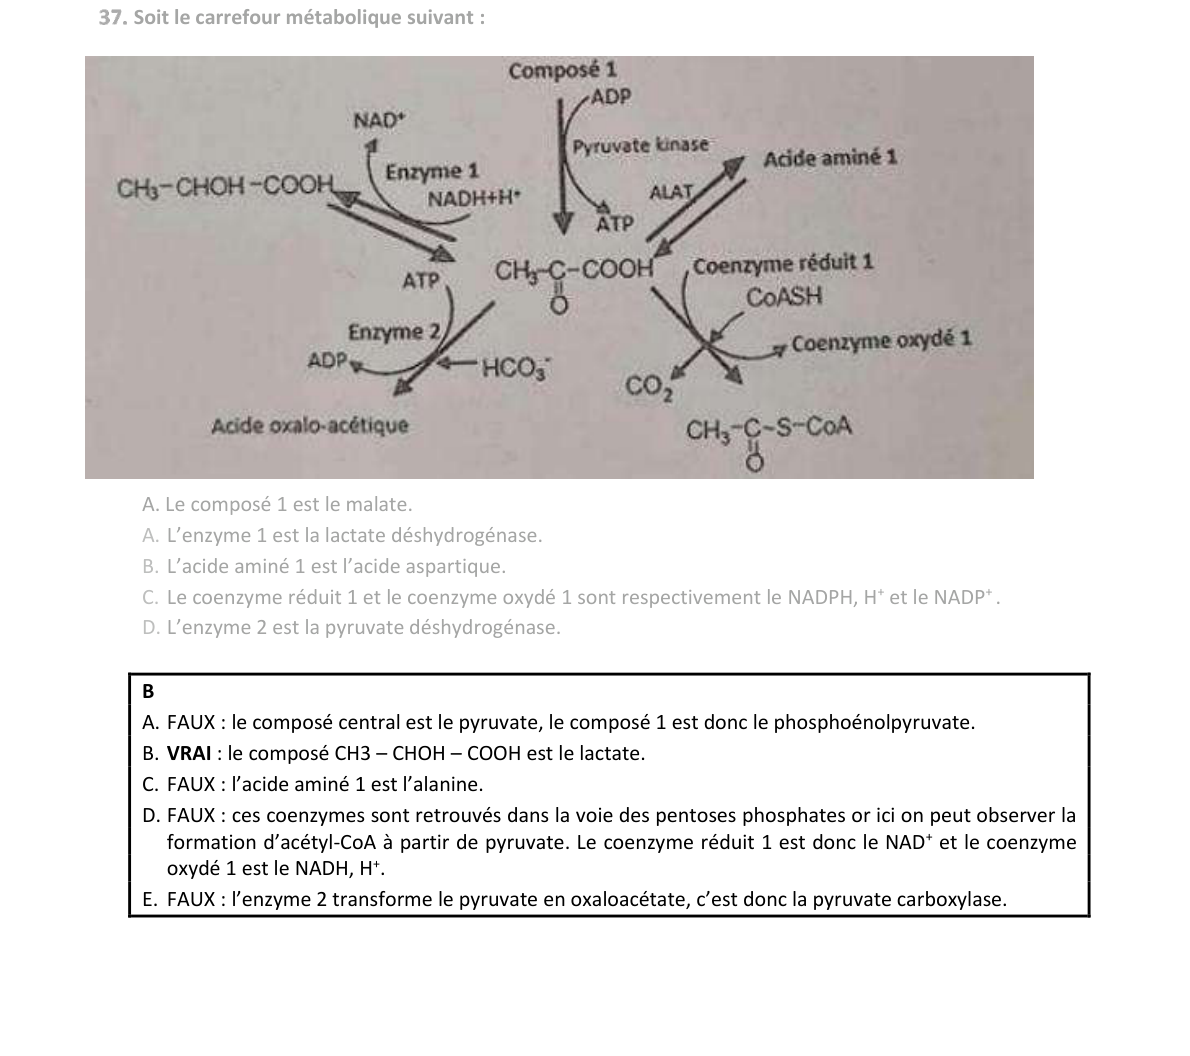 37. Soit le carrefour métabolique suivant :
Composé 1
ADP
NAD⁺
Pyruvate kinase
Acide aminé 1
Enzyme 1
CH₃-CHOH-COOH
NADH+H⁺
ALAT
ATP
CH₃-C-COOH
O
Coenzyme réduit 1
ATP
CoASH
Enzyme 2
Coenzyme oxydé 1
ADP
HCO₃⁻
CO₂
Acide oxalo-acétique
CH₃-C-S-CoA
O
A. Le composé 1 est le malate.
A. L’enzyme 1 est la lactate déshydrogénase.
B. L’acide aminé 1 est l’acide aspartique.
C. Le coenzyme réduit 1 et le coenzyme oxydé 1 sont respectivement le NADPH, H⁺ et le NADP⁺ .
D. L’enzyme 2 est la pyruvate déshydrogénase.
B
A. FAUX : le composé central est le pyruvate, le composé 1 est donc le phosphoénolpyruvate.
B. VRAI : le composé CH3 – CHOH – COOH est le lactate.
C. FAUX : l’acide aminé 1 est l’alanine.
D. FAUX : ces coenzymes sont retrouvés dans la voie des pentoses phosphates or ici on peut observer la
formation d’acétyl-CoA à partir de pyruvate. Le coenzyme réduit 1 est donc le NAD⁺ et le coenzyme
oxydé 1 est le NADH, H⁺.
E. FAUX : l’enzyme 2 transforme le pyruvate en oxaloacétate, c’est donc la pyruvate carboxylase.